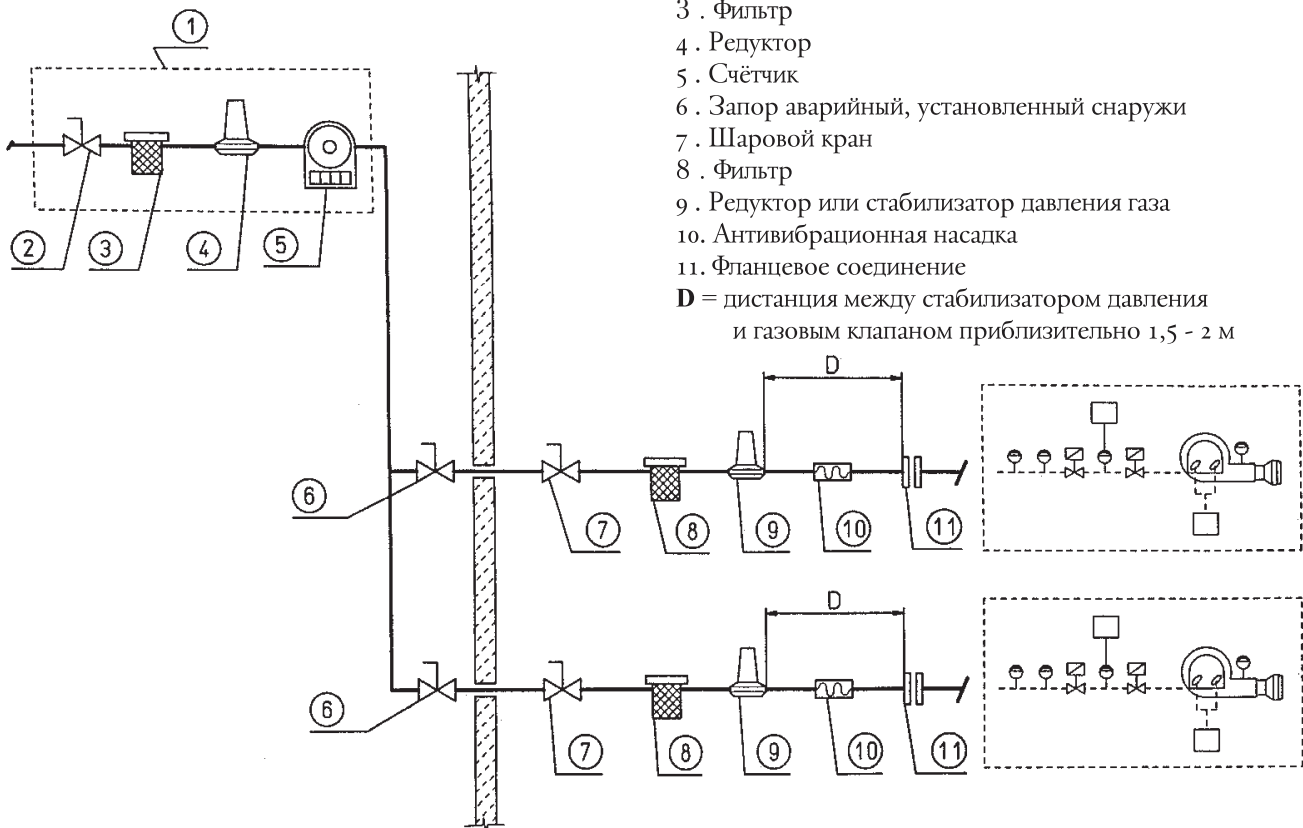 3 . Фильтр
4 . Редуктор
5 . Счётчик
6 . Запор аварийный, установленный снаружи
7 . Шаровой кран
8 . Фильтр
9 . Редуктор или стабилизатор давления газа
10. Антивибрационная насадка
11. Фланцевое соединение
D = дистанция между стабилизатором давления
и газовым клапаном приблизительно 1,5 - 2 м
1
2 3 4 5
D
6 7 8 9 10 11
D
6 7 8 9 10 11